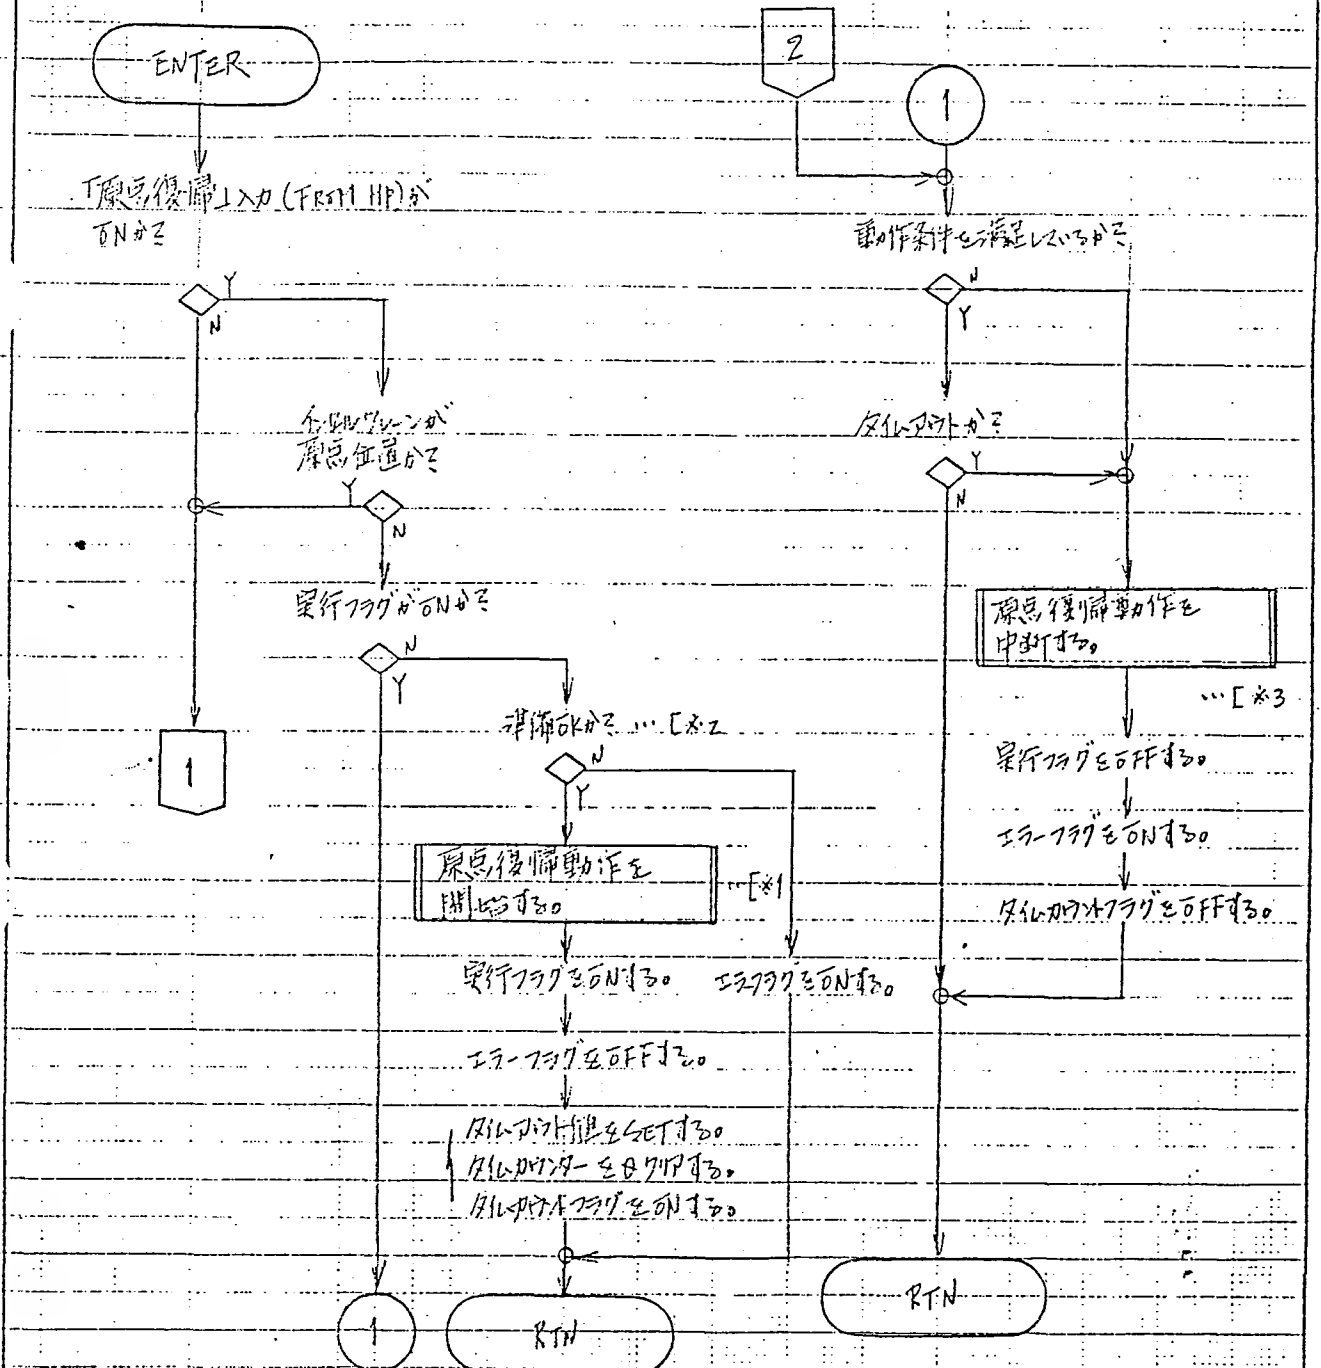 ENTER
「原点復帰」入力 (FROM HP)が
ONか?
Y
N
原点位置か?
Y
N
実行フラグがONか?
N
Y
準備OKか? … [※2
N
Y
1
原点復帰動作を
開始する。
…[※1
実行フラグをONする。
エラフラグをONする。
エラーフラグをOFFする。
タイムアウト値をSETする。
タイムカウンターを0クリアする。
タイムカウントフラグをONする。
1
RTN
2
1
動作条件を満足しているか?
N
Y
タイムアウトか?
Y
N
原点復帰動作を
中断する。
… [※3
実行フラグをOFFする。
エラーフラグをONする。
タイムカウントフラグをOFFする。
RTN